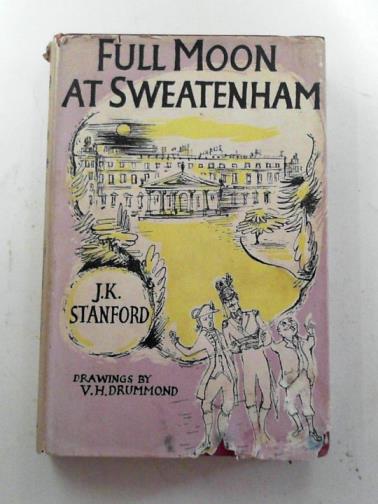 FULL MOON
AT SWEATENHAM
J.K.
STANFORD
DRAWINGS BY
V.H. DRUMMOND